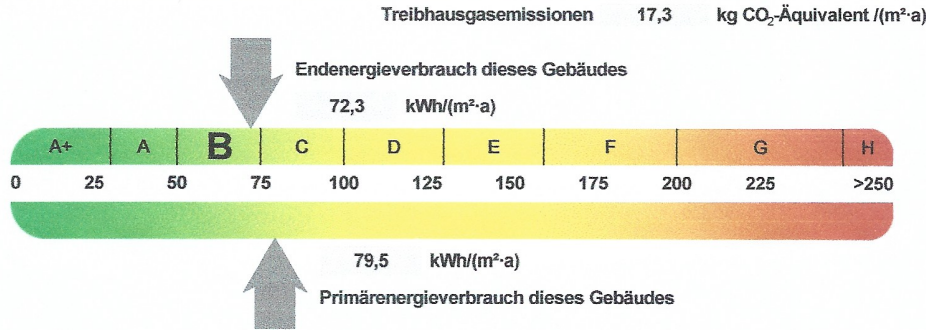 Treibhausgasemissionen 17,3 kg CO₂-Äquivalent /(m²·a)
Endenergieverbrauch dieses Gebäudes
72,3 kWh/(m²·a)
A+ A B C D E F G H
0 25 50 75 100 125 150 175 200 225 >250
79,5 kWh/(m²·a)
Primärenergieverbrauch dieses Gebäudes